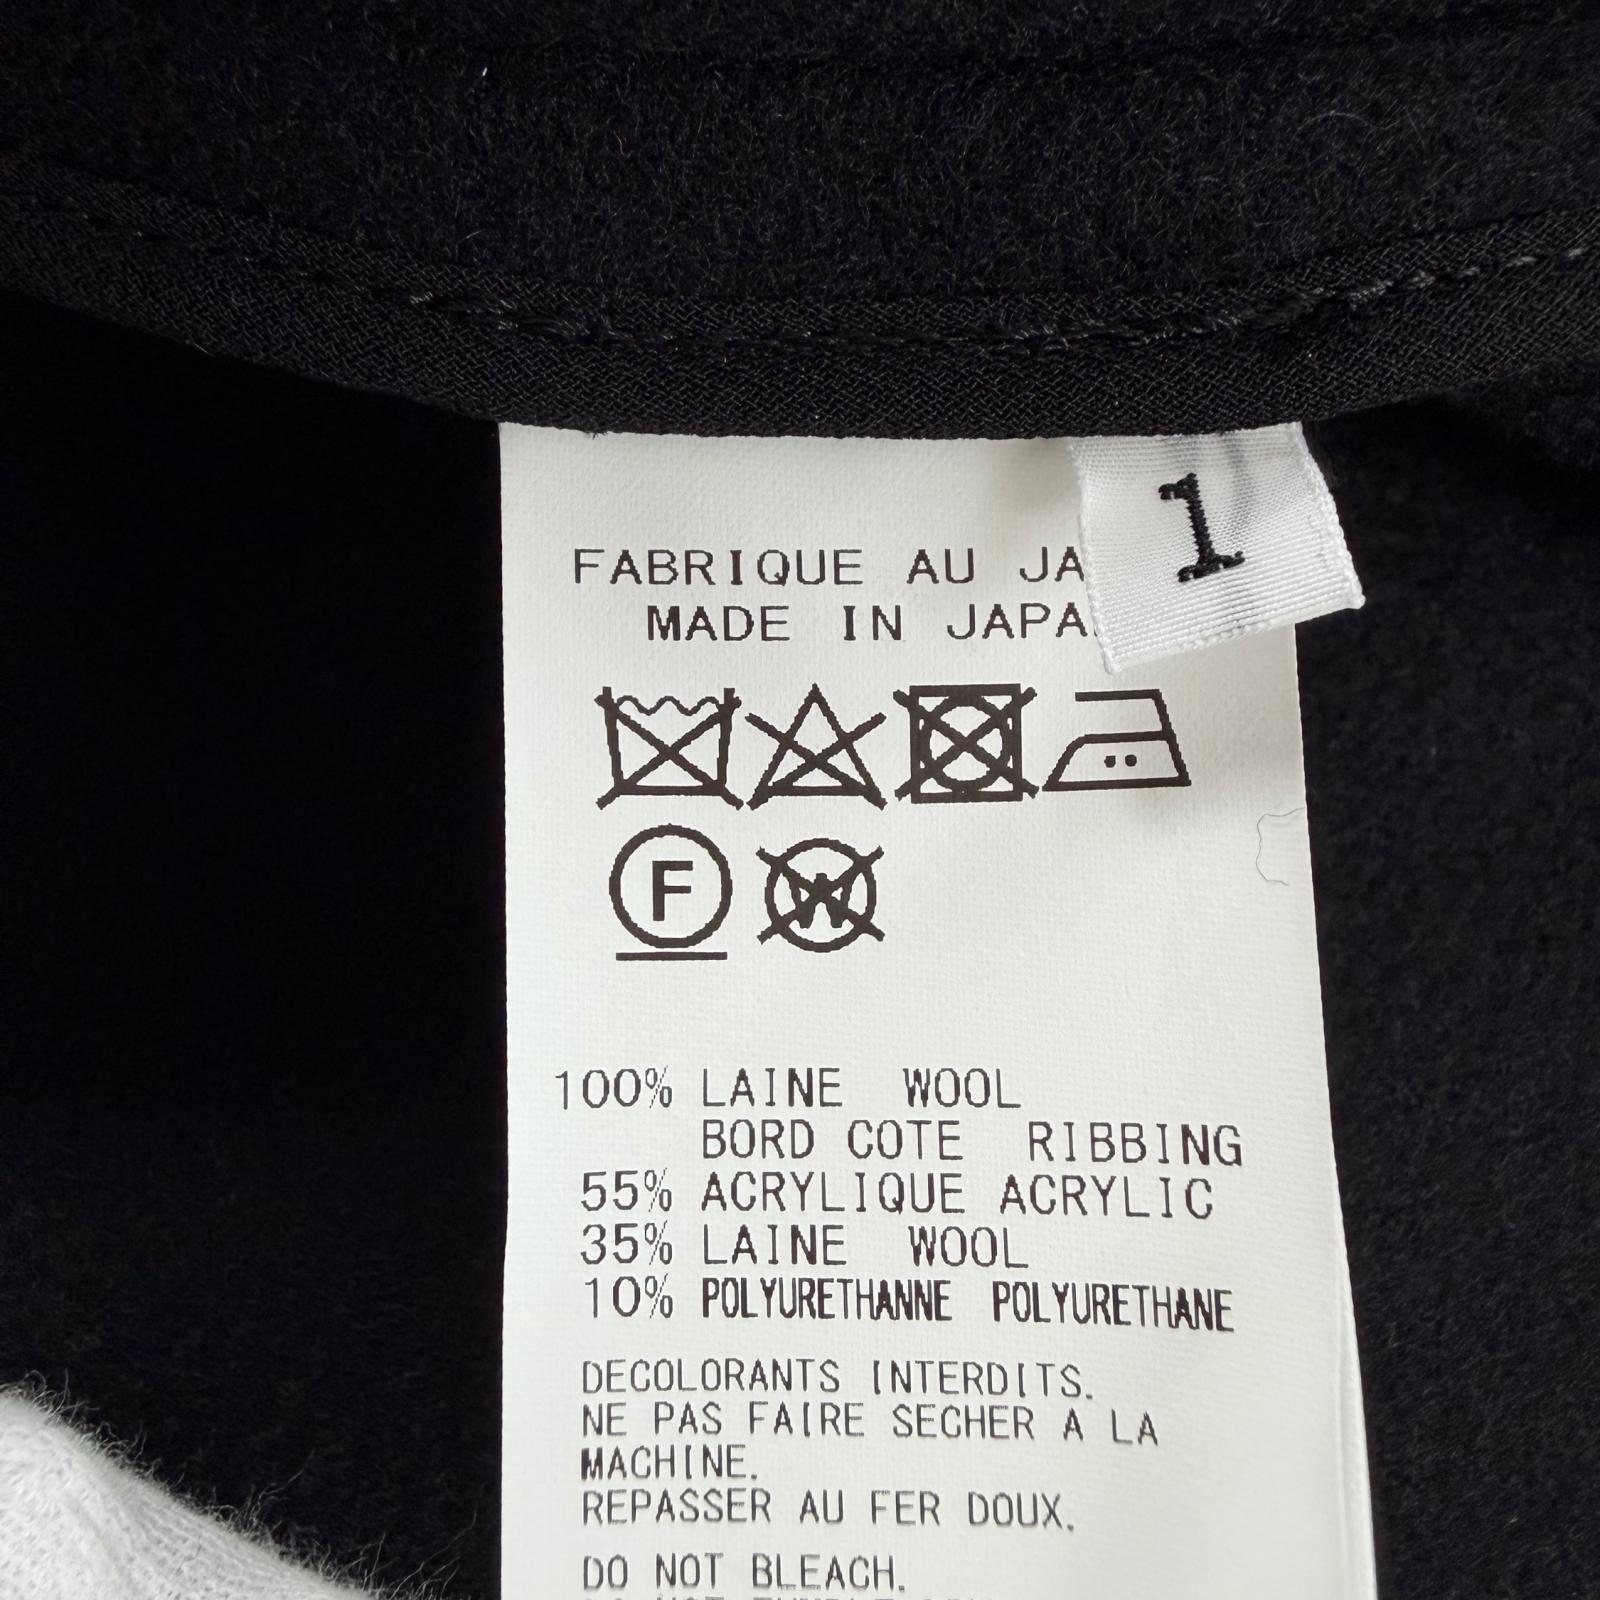 1
FABRIQUE AU JA
MADE IN JAPA
F
W
100% LAINE WOOL
BORD COTE RIBBING
55% ACRYLIQUE ACRYLIC
35% LAINE WOOL
10% POLYURETHANNE POLYURETHANE
DECOLORANTS INTERDITS.
NE PAS FAIRE SECHER A LA
MACHINE.
REPASSER AU FER DOUX.
DO NOT BLEACH.